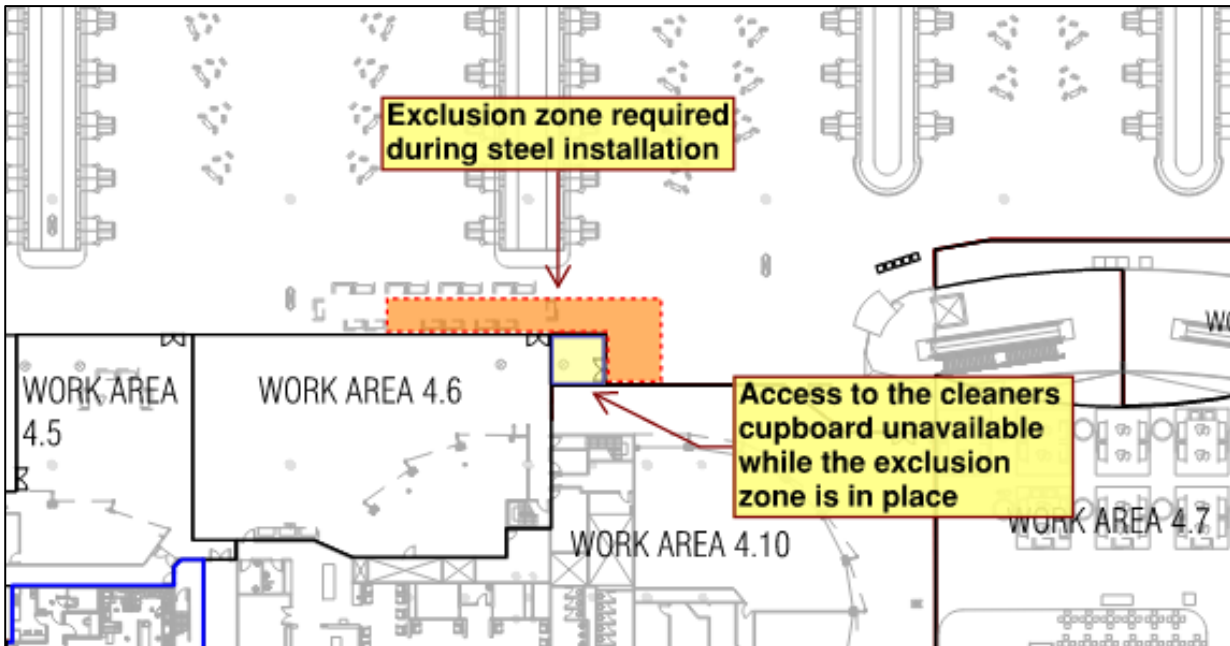 Exclusion zone required
during steel installation
WORK AREA
4.5
WORK AREA 4.6
Access to the cleaners
cupboard unavailable
while the exclusion
zone is in place
WORK AREA 4.10
WORK AREA 4.7